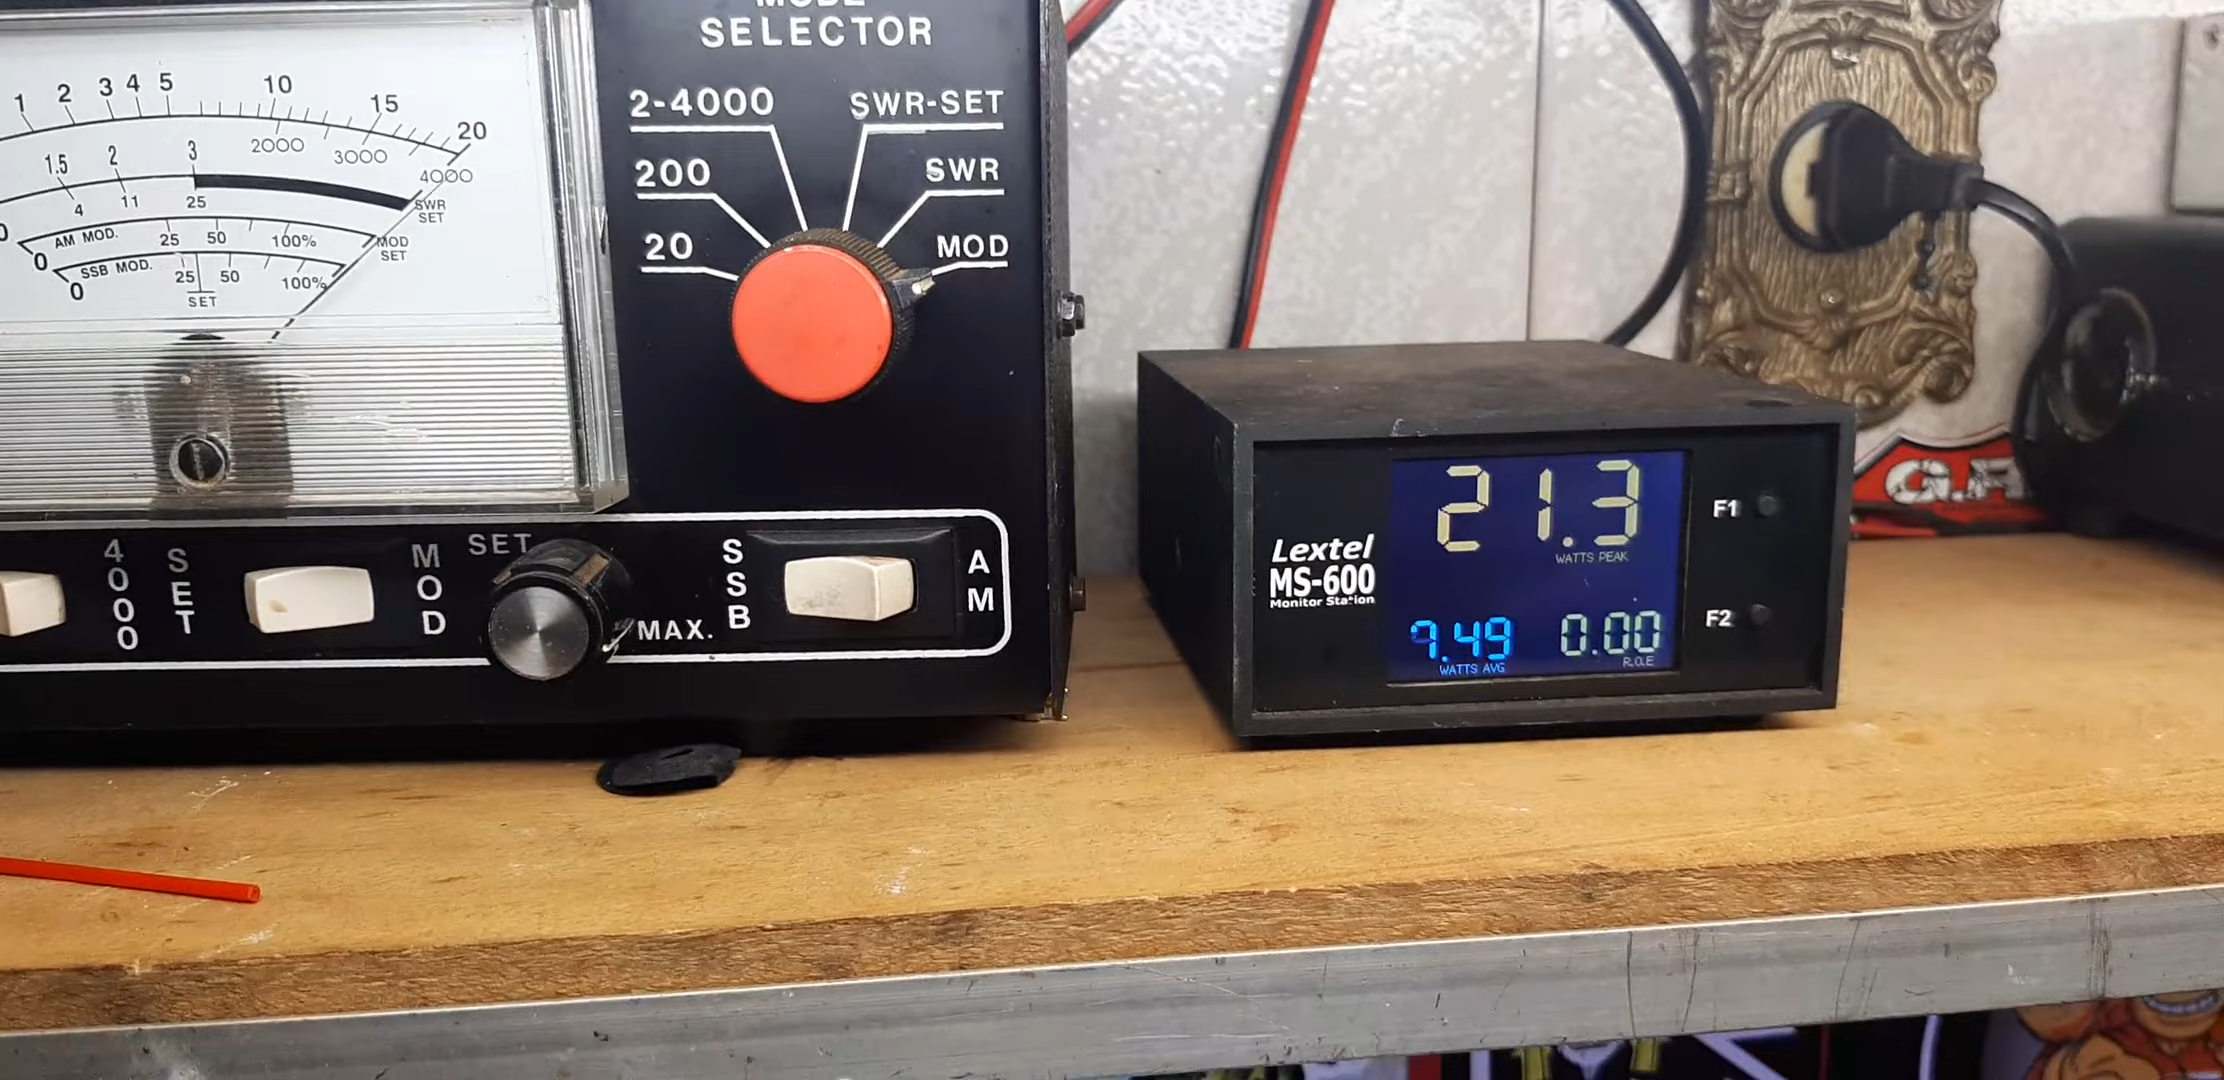 MODE
SELECTOR
2-4000
SWR-SET
200
SWR
20
MOD
1 2 3 4 5 10 15 20
2000 3000 4000
1.5 2 3
4 11 25
SWR
SET
0 AM MOD. 25 50 100%
MOD
SET
0 SSB MOD. 25 50 100%
SET
4000
SET
MOD
SET
MAX.
SSB
AM
Lextel
MS-600
Monitor Station
21.3
WATTS PEAK
9.49
WATTS AVG
0.00
R.O.E
F1
F2